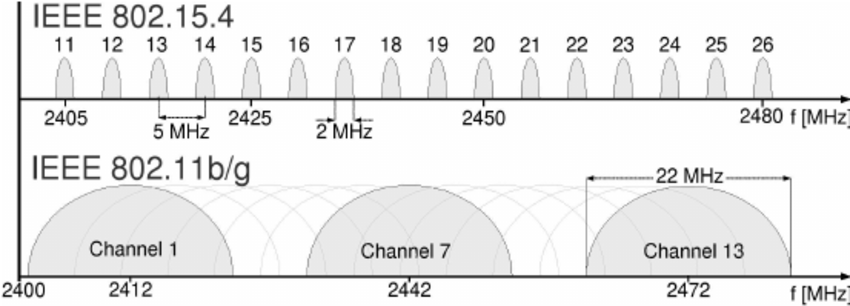 IEEE 802.15.4
11 12 13 14 15 16 17 18 19 20 21 22 23 24 25 26
2405 2425 2450 2480 f [MHz]
5 MHz 2 MHz
IEEE 802.11b/g
22 MHz
Channel 1 Channel 7 Channel 13
2400 2412 2442 2472 f [MHz]